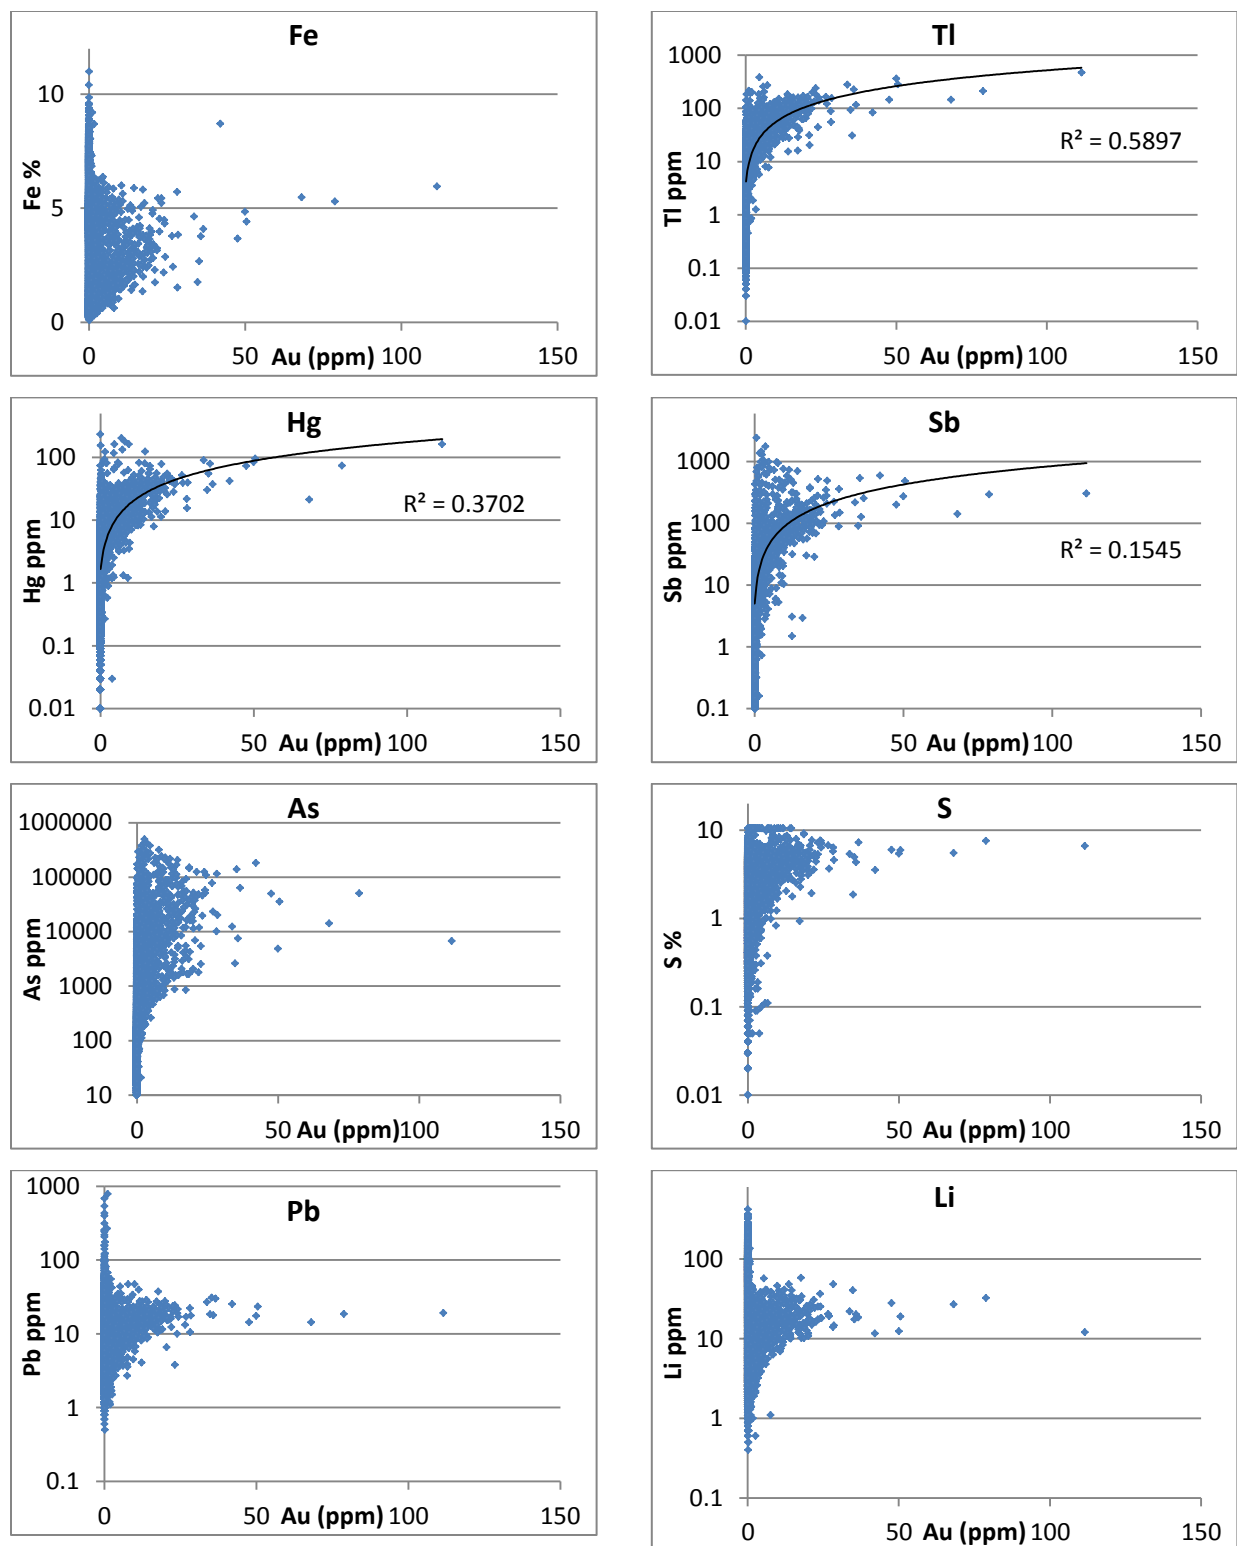 Fe
10
5
0
Fe %
0 50 Au (ppm) 100 150
Tl
1000
100
10
1
0.1
0.01
Tl ppm
R² = 0.5897
0 50 Au (ppm) 100 150
Hg
100
10
1
0.1
0.01
Hg ppm
R² = 0.3702
0 50 Au (ppm) 100 150
Sb
1000
100
10
1
0.1
Sb ppm
R² = 0.1545
0 50 Au (ppm) 100 150
As
1000000
100000
10000
1000
100
10
As ppm
0 50 Au (ppm) 100 150
S
10
1
0.1
0.01
S %
0 50 Au (ppm) 100 150
Pb
1000
100
10
1
0.1
Pb ppm
0 50 Au (ppm) 100 150
Li
100
10
1
0.1
Li ppm
0 50 Au (ppm) 100 150